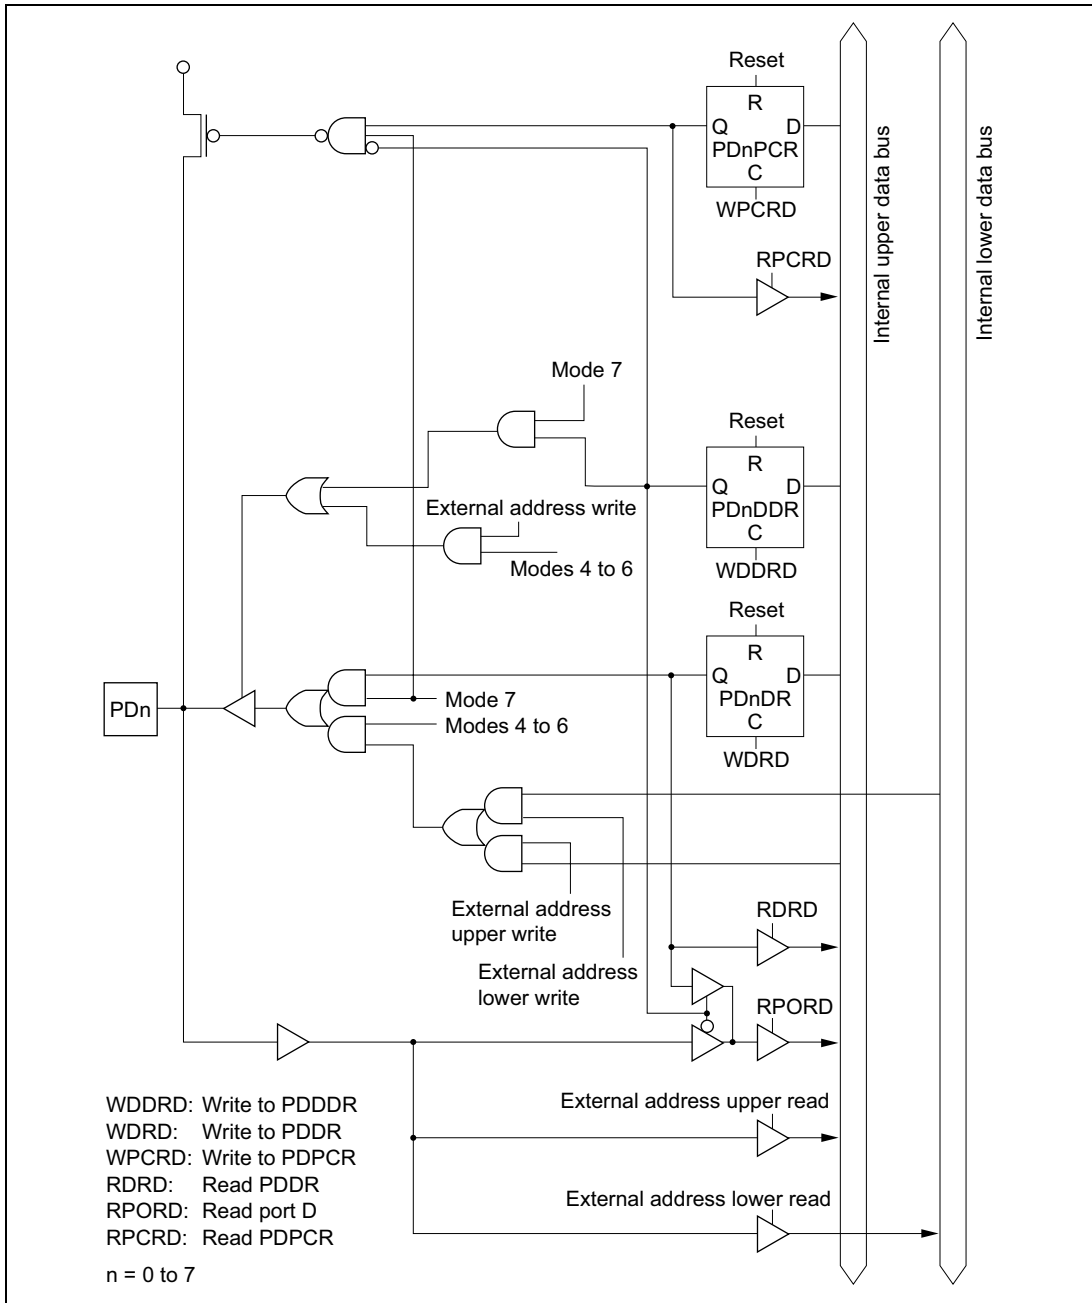 Reset
R
Q D
PDnPCR
C
WPCRD
RPCRD
Internal upper data bus
Internal lower data bus
Mode 7
Reset
R
Q D
PDnDDR
C
WDDRD
External address write
Modes 4 to 6
Reset
R
Q D
PDnDR
C
WDRD
PDn
Mode 7
Modes 4 to 6
External address
upper write
External address
lower write
RDRD
RPORD
External address upper read
External address lower read
WDDRD: Write to PDDDR
WDRD: Write to PDDR
WPCRD: Write to PDPCR
RDRD: Read PDDR
RPORD: Read port D
RPCRD: Read PDPCR
n = 0 to 7